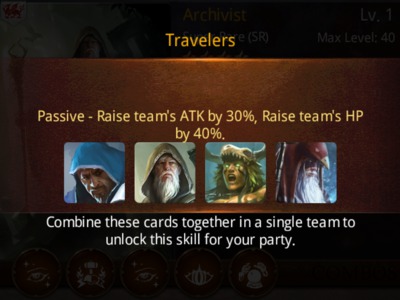 Archivist
Lv. 1
Travelers
Max Level: 40
Passive - Raise team's ATK by 30%, Raise team's HP
by 40%.
Combine these cards together in a single team to
unlock this skill for your party.